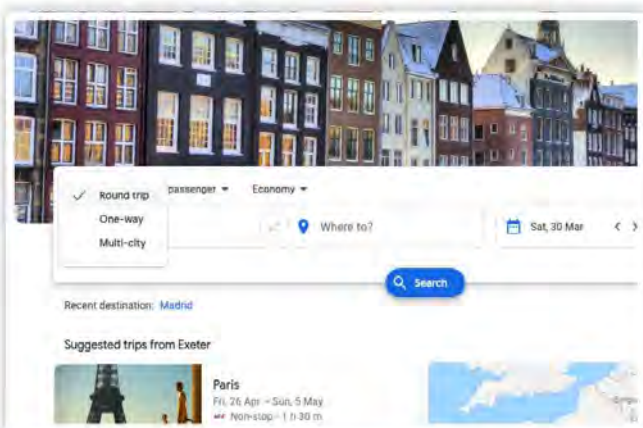 passenger Economy
Round trip
One-way
Multi-city
Where to?
Sat, 30 Mar
Search
Recent destination: Madrid
Suggested trips from Exeter
Paris
Fri, 26 Apr – Sun, 5 May
Non-stop · 1 h 30 m